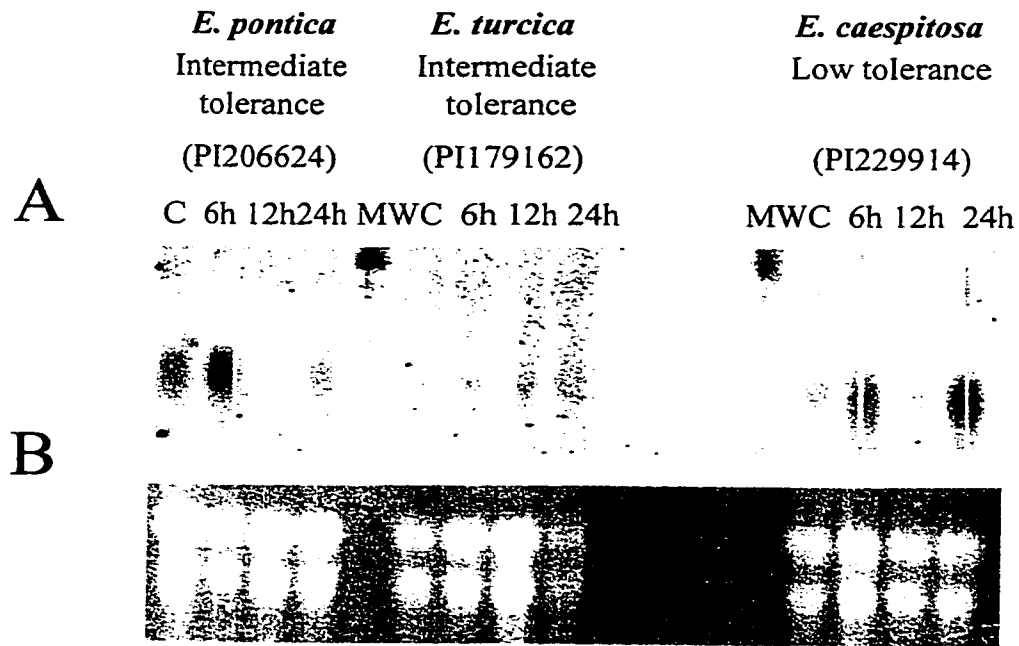 E. pontica E. turcica E. caespitosa
Intermediate Intermediate Low tolerance
tolerance tolerance
(PI206624) (PI179162) (PI229914)
A
C 6h 12h24h MWC 6h 12h 24h MWC 6h 12h 24h
B